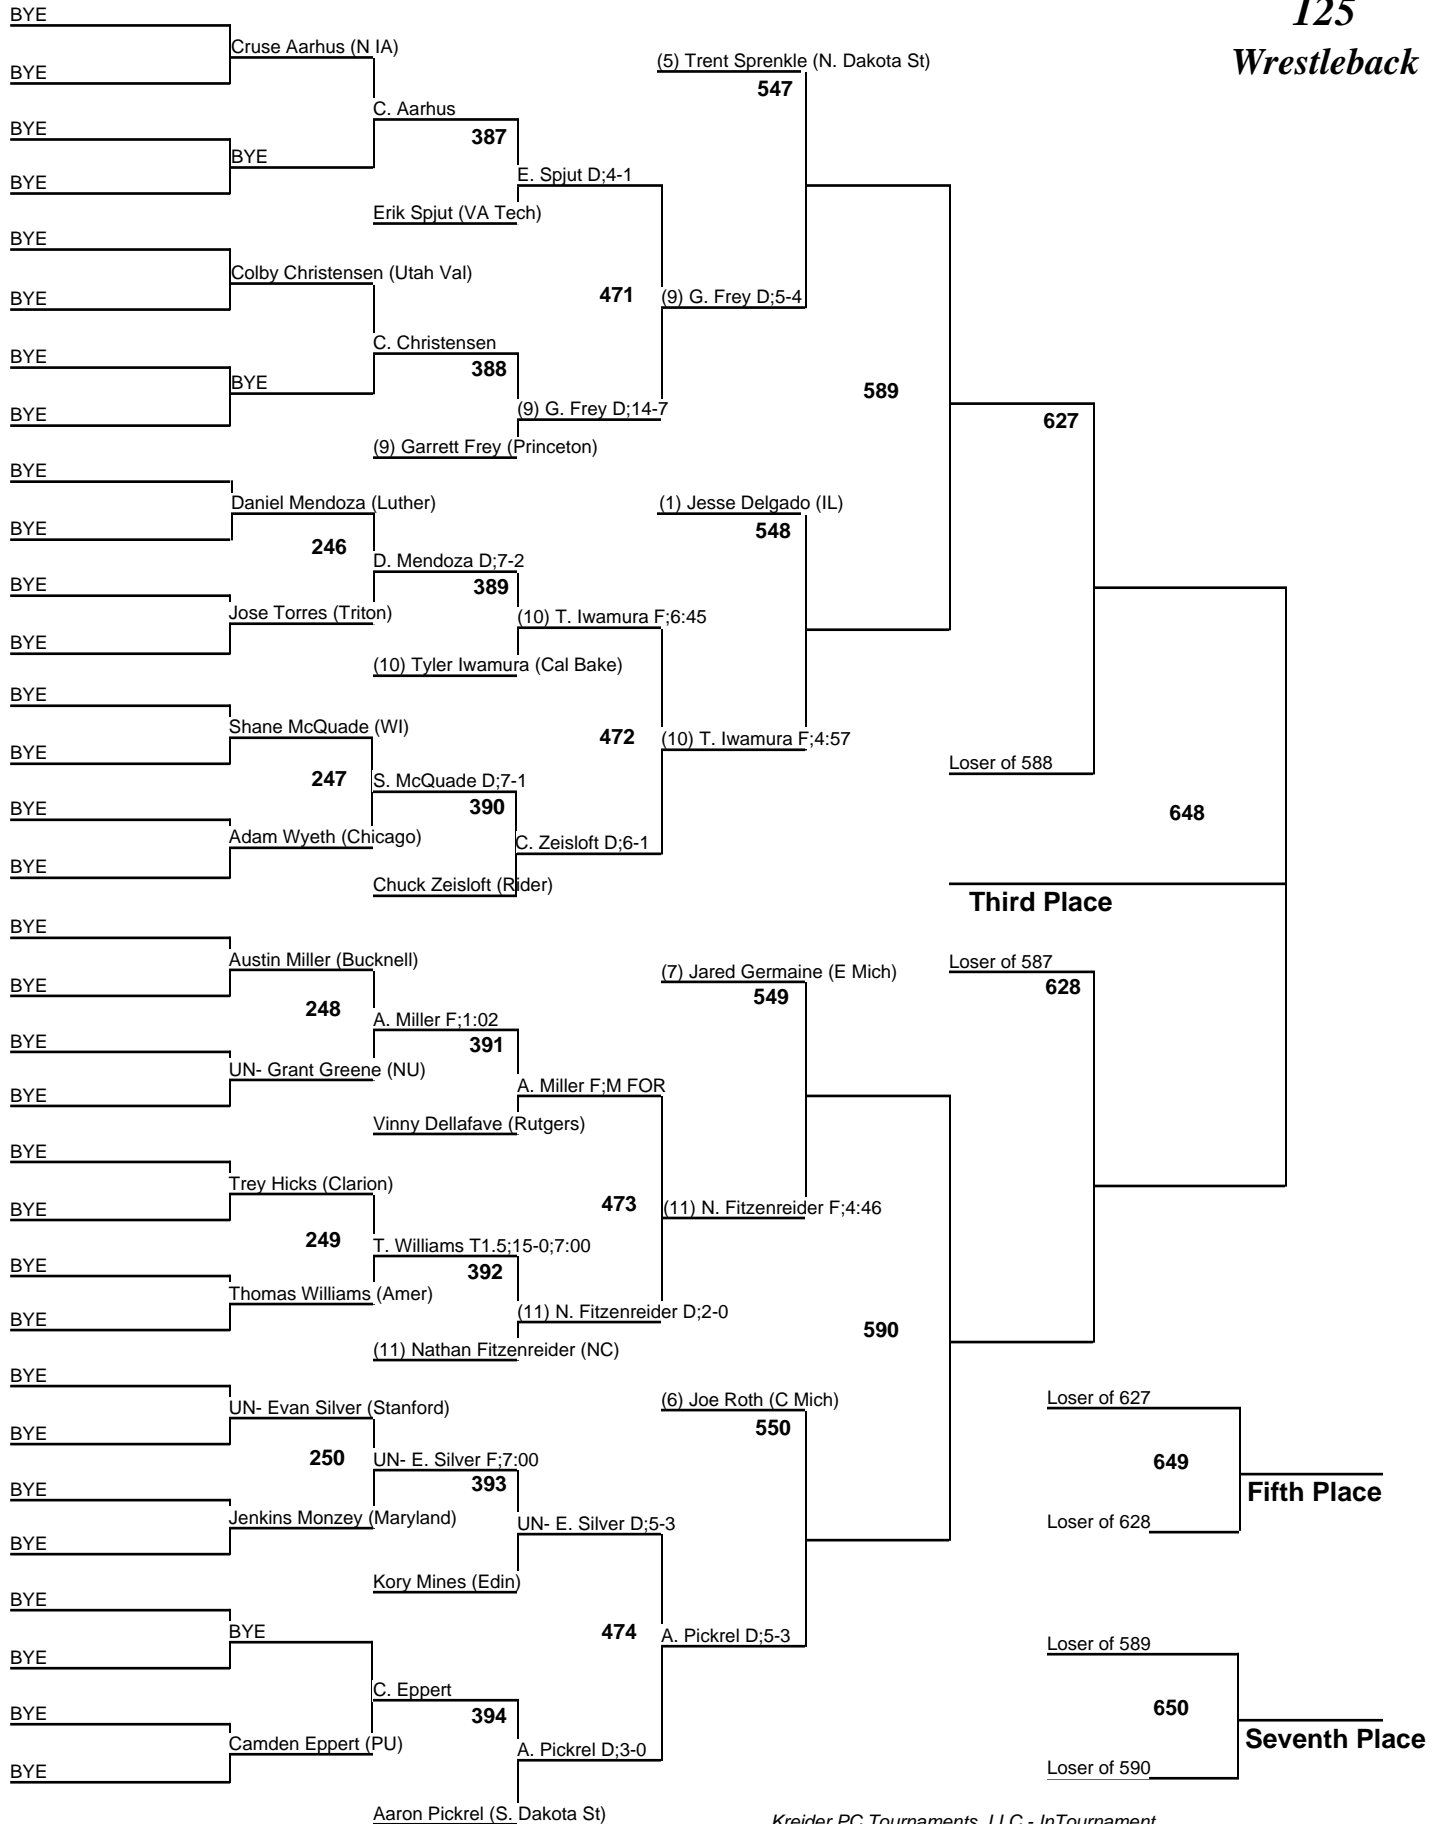 125
Wrestleback
BYE
Cruse Aarhus (N IA)
(5) Trent Sprenkle (N. Dakota St)
BYE
547
C. Aarhus
BYE
387
BYE
E. Spjut D;4-1
BYE
Erik Spjut (VA Tech)
BYE
Colby Christensen (Utah Val)
BYE
471
(9) G. Frey D;5-4
C. Christensen
BYE
388
BYE
589
(9) G. Frey D;14-7
BYE
627
(9) Garrett Frey (Princeton)
BYE
Daniel Mendoza (Luther)
(1) Jesse Delgado (IL)
BYE
548
246
D. Mendoza D;7-2
BYE
389
Jose Torres (Triton)
(10) T. Iwamura F;6:45
BYE
(10) Tyler Iwamura (Cal Bake)
BYE
Shane McQuade (WI)
472
(10) T. Iwamura F;4:57
BYE
Loser of 588
247
S. McQuade D;7-1
BYE
390
648
Adam Wyeth (Chicago)
C. Zeisloft D;6-1
BYE
Chuck Zeisloft (Rider)
Third Place
BYE
Austin Miller (Bucknell)
Loser of 587
(7) Jared Germaine (E Mich)
BYE
628
549
248
A. Miller F;1:02
BYE
391
UN- Grant Greene (NU)
A. Miller F;M FOR
BYE
Vinny Dellafave (Rutgers)
BYE
Trey Hicks (Clarion)
BYE
473
(11) N. Fitzenreider F;4:46
249
T. Williams T1.5;15-0;7:00
BYE
392
Thomas Williams (Amer)
(11) N. Fitzenreider D;2-0
BYE
590
(11) Nathan Fitzenreider (NC)
BYE
UN- Evan Silver (Stanford)
(6) Joe Roth (C Mich)
Loser of 627
BYE
550
250
UN- E. Silver F;7:00
649
BYE
393
Fifth Place
Jenkins Monzey (Maryland)
UN- E. Silver D;5-3
Loser of 628
BYE
Kory Mines (Edin)
BYE
BYE
474
A. Pickrel D;5-3
Loser of 589
BYE
C. Eppert
BYE
394
650
Camden Eppert (PU)
A. Pickrel D;3-0
Seventh Place
BYE
Loser of 590
Aaron Pickrel (S. Dakota St)
Kreider PC Tournaments, LLC - InTournament